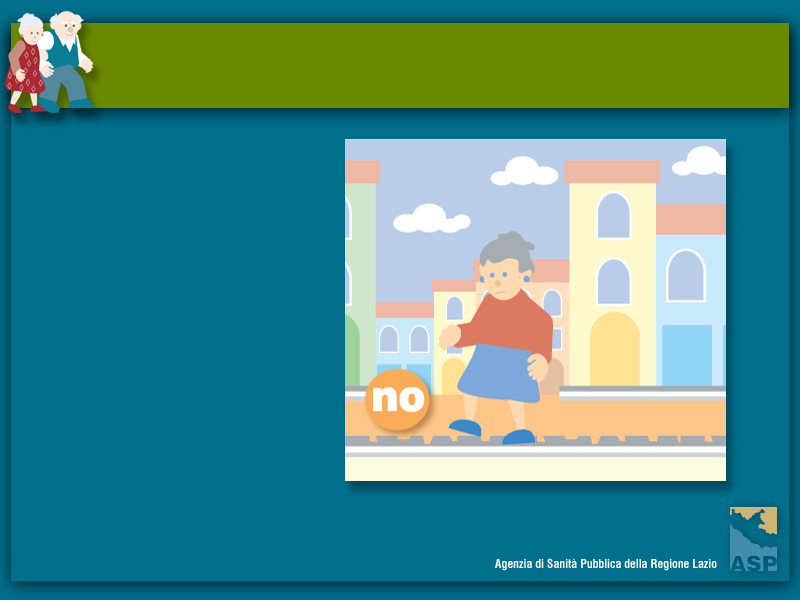 no
Agenzia di Sanità Pubblica della Regione Lazio
ASP